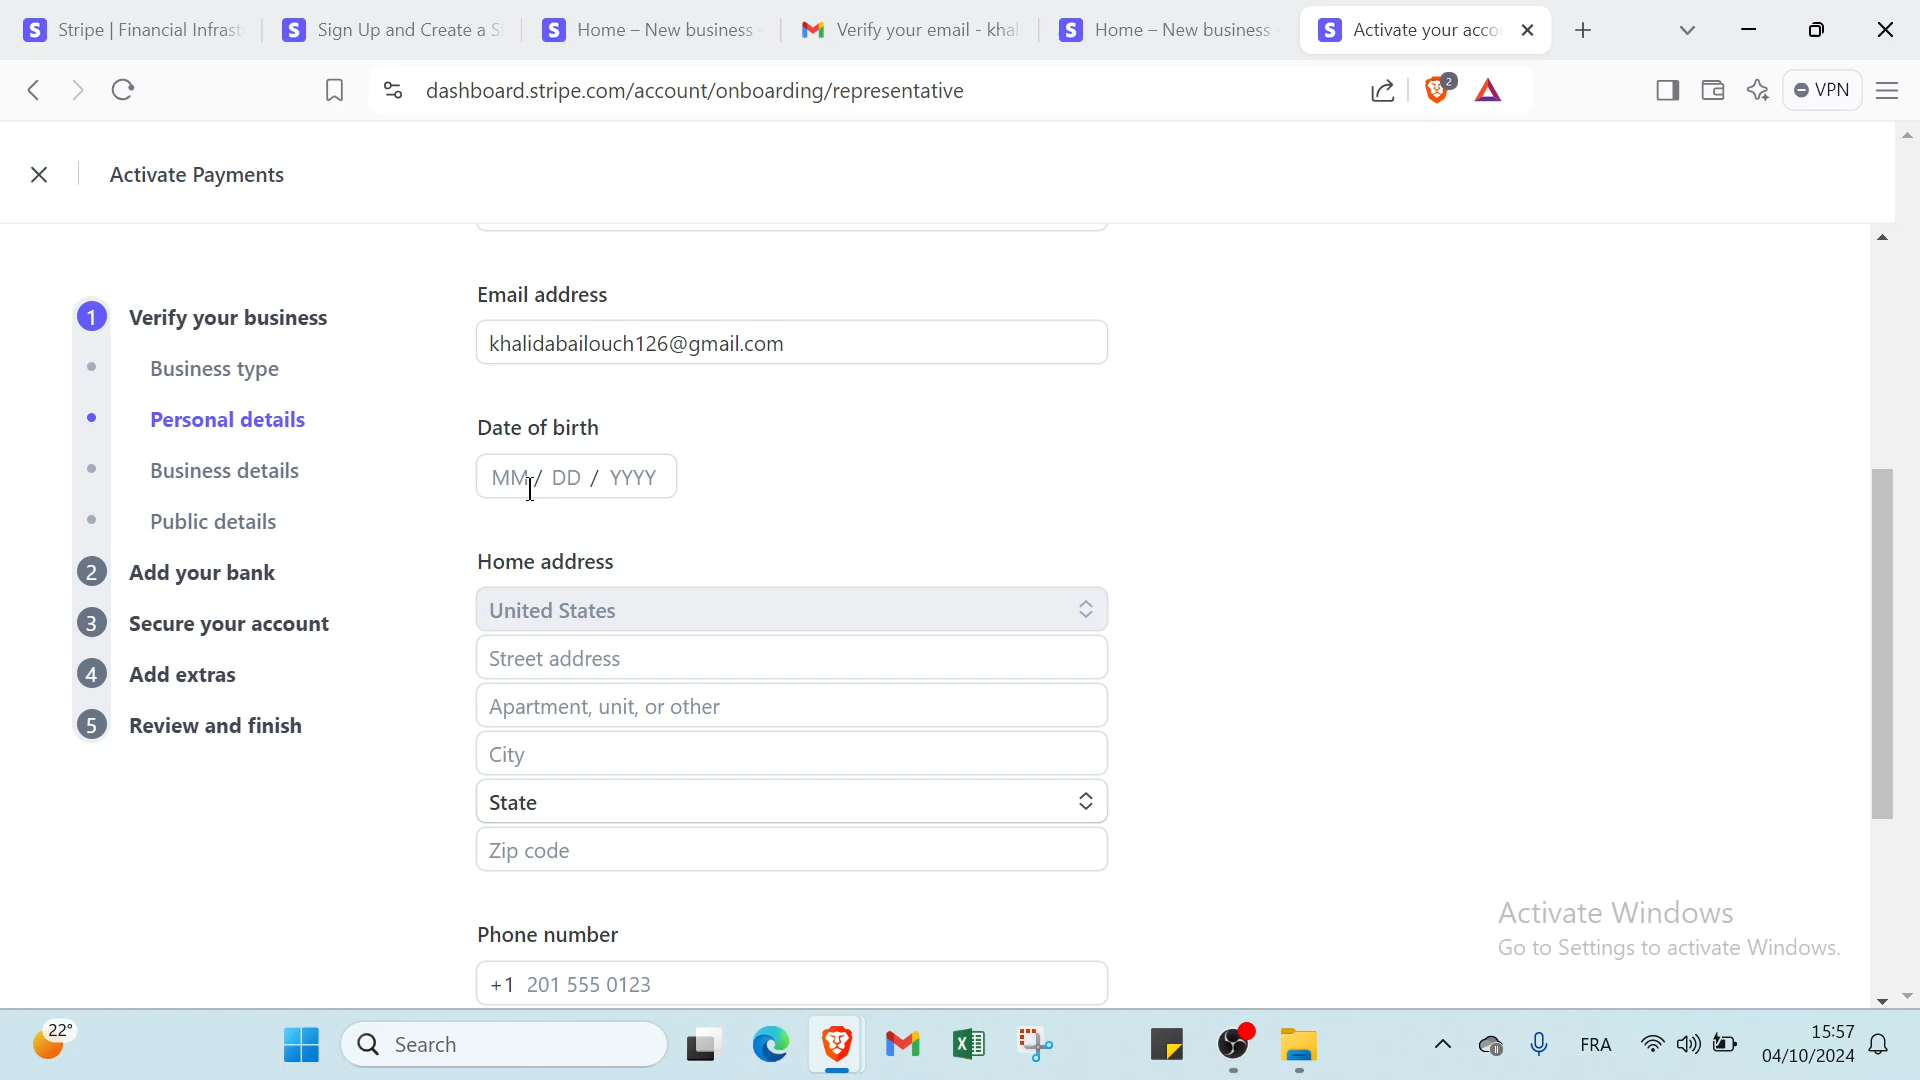 Stripe | Financial Infrast
Sign Up and Create a S
Home – New business –
Verify your email - khal
Home – New business -
Activate your acco
dashboard.stripe.com/account/onboarding/representative
2
VPN
Activate Payments
1 Verify your business
Business type
Personal details
Business details
Public details
2 Add your bank
3 Secure your account
4 Add extras
5 Review and finish
Email address
khalidabailouch126@gmail.com
Date of birth
MM / DD / YYYY
Home address
United States
Street address
Apartment, unit, or other
City
State
Zip code
Phone number
+1 201 555 0123
Activate Windows
Go to Settings to activate Windows.
22°
Search
FRA
15:57
04/10/2024